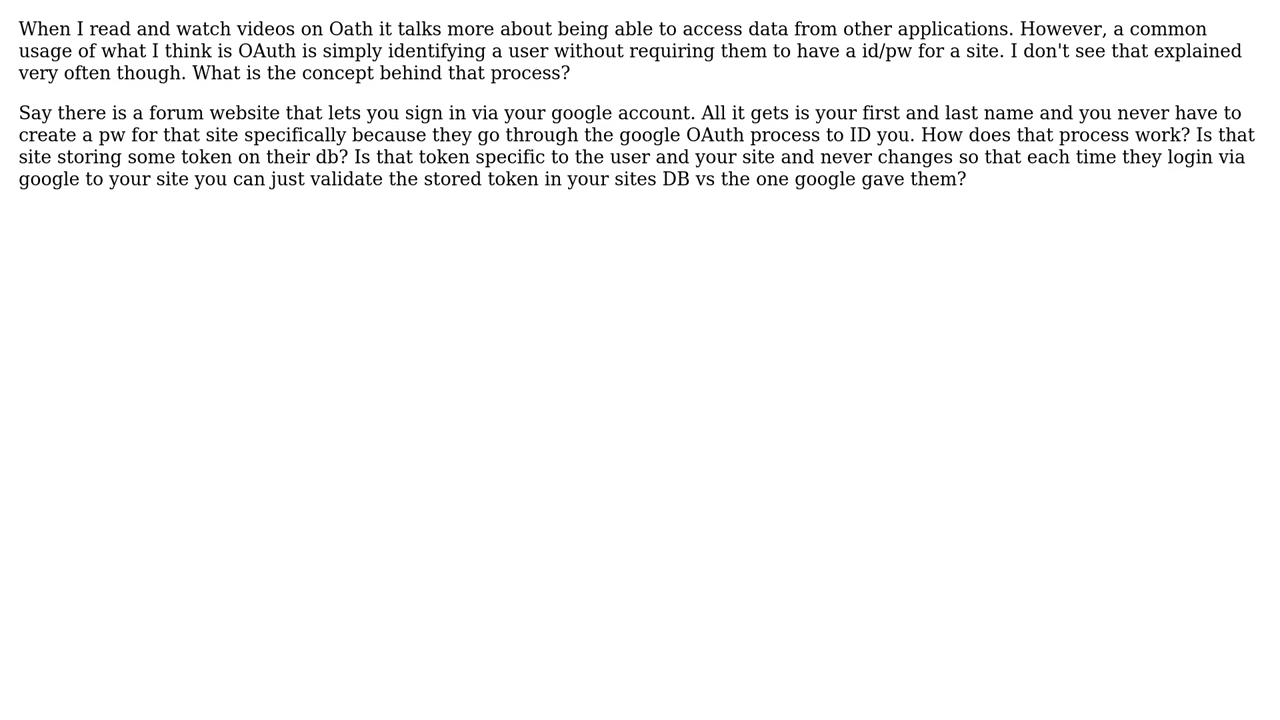 When I read and watch videos on Oath it talks more about being able to access data from other applications. However, a common
usage of what I think is OAuth is simply identifying a user without requiring them to have a id/pw for a site. I don't see that explained
very often though. What is the concept behind that process?
Say there is a forum website that lets you sign in via your google account. All it gets is your first and last name and you never have to
create a pw for that site specifically because they go through the google OAuth process to ID you. How does that process work? Is that
site storing some token on their db? Is that token specific to the user and your site and never changes so that each time they login via
google to your site you can just validate the stored token in your sites DB vs the one google gave them?